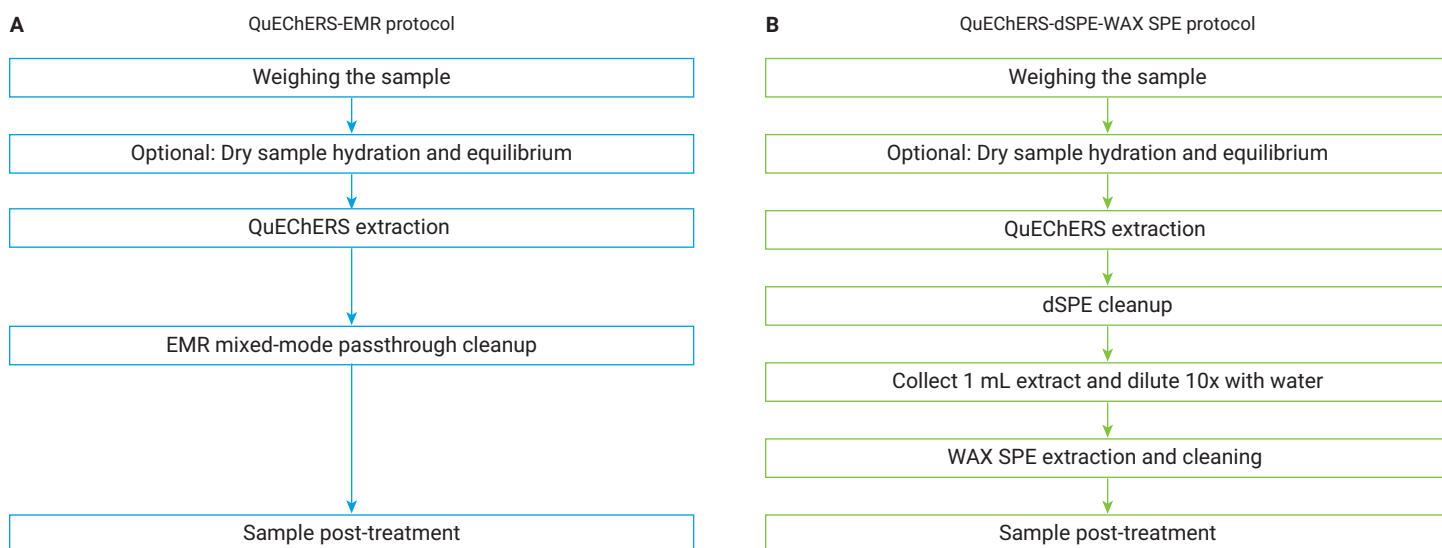 A
QuEChERS-EMR protocol
Weighing the sample
Optional: Dry sample hydration and equilibrium
QuEChERS extraction
EMR mixed-mode passthrough cleanup
Sample post-treatment
B
QuEChERS-dSPE-WAX SPE protocol
Weighing the sample
Optional: Dry sample hydration and equilibrium
QuEChERS extraction
dSPE cleanup
Collect 1 mL extract and dilute 10x with water
WAX SPE extraction and cleaning
Sample post-treatment